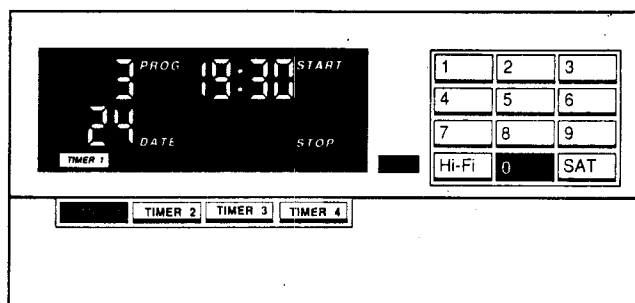 3 PROG 19:30 START
24 DATE STOP
TIMER 1
1 2 3
4 5 6
7 8 9
Hi-Fi 0 SAT
TIMER 2 TIMER 3 TIMER 4